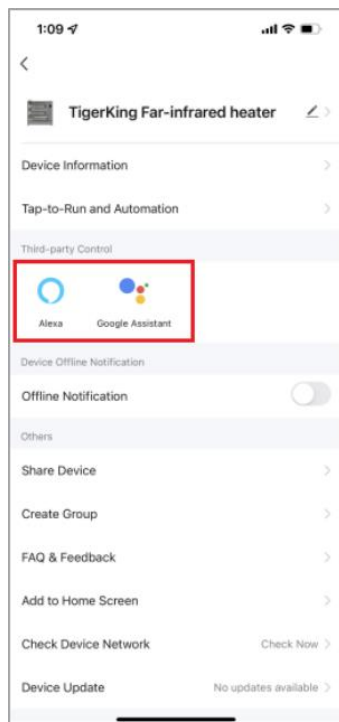 1:09
TigerKing Far-infrared heater
Device Information
Tap-to-Run and Automation
Third-party Control
Alexa Google Assistant
Device Offline Notification
Offline Notification
Others
Share Device
Create Group
FAQ & Feedback
Add to Home Screen
Check Device Network Check Now
Device Update No updates available